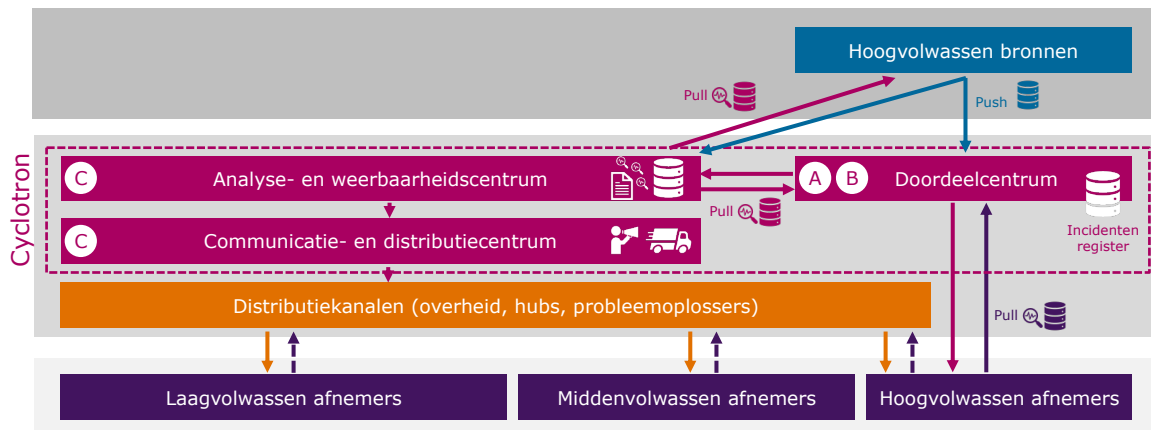 Hoogvolwassen bronnen
Pull
Push
Cyclotron
C
Analyse- en weerbaarheidscentrum
A
B
Doordeelcentrum
Pull
Incidenten
register
C
Communicatie- en distributiecentrum
Distributiekanalen (overheid, hubs, probleemoplossers)
Pull
Laagvolwassen afnemers
Middenvolwassen afnemers
Hoogvolwassen afnemers